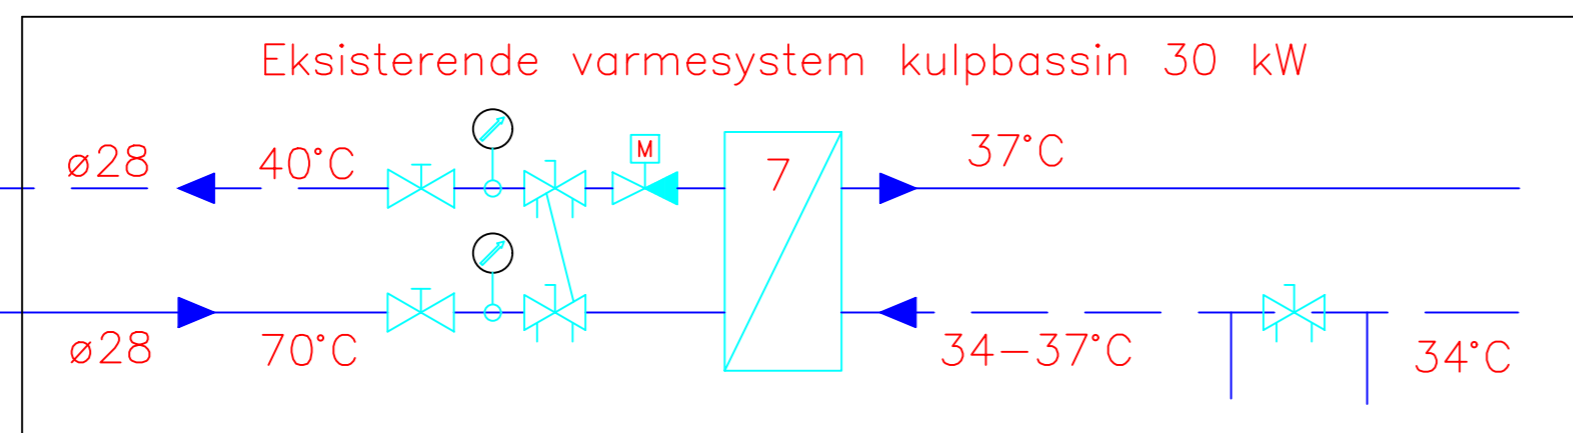 Eksisterende varmesystem kulpbassin 30 kW
ø28 40°C M 7 37°C
ø28 70°C 34-37°C 34°C